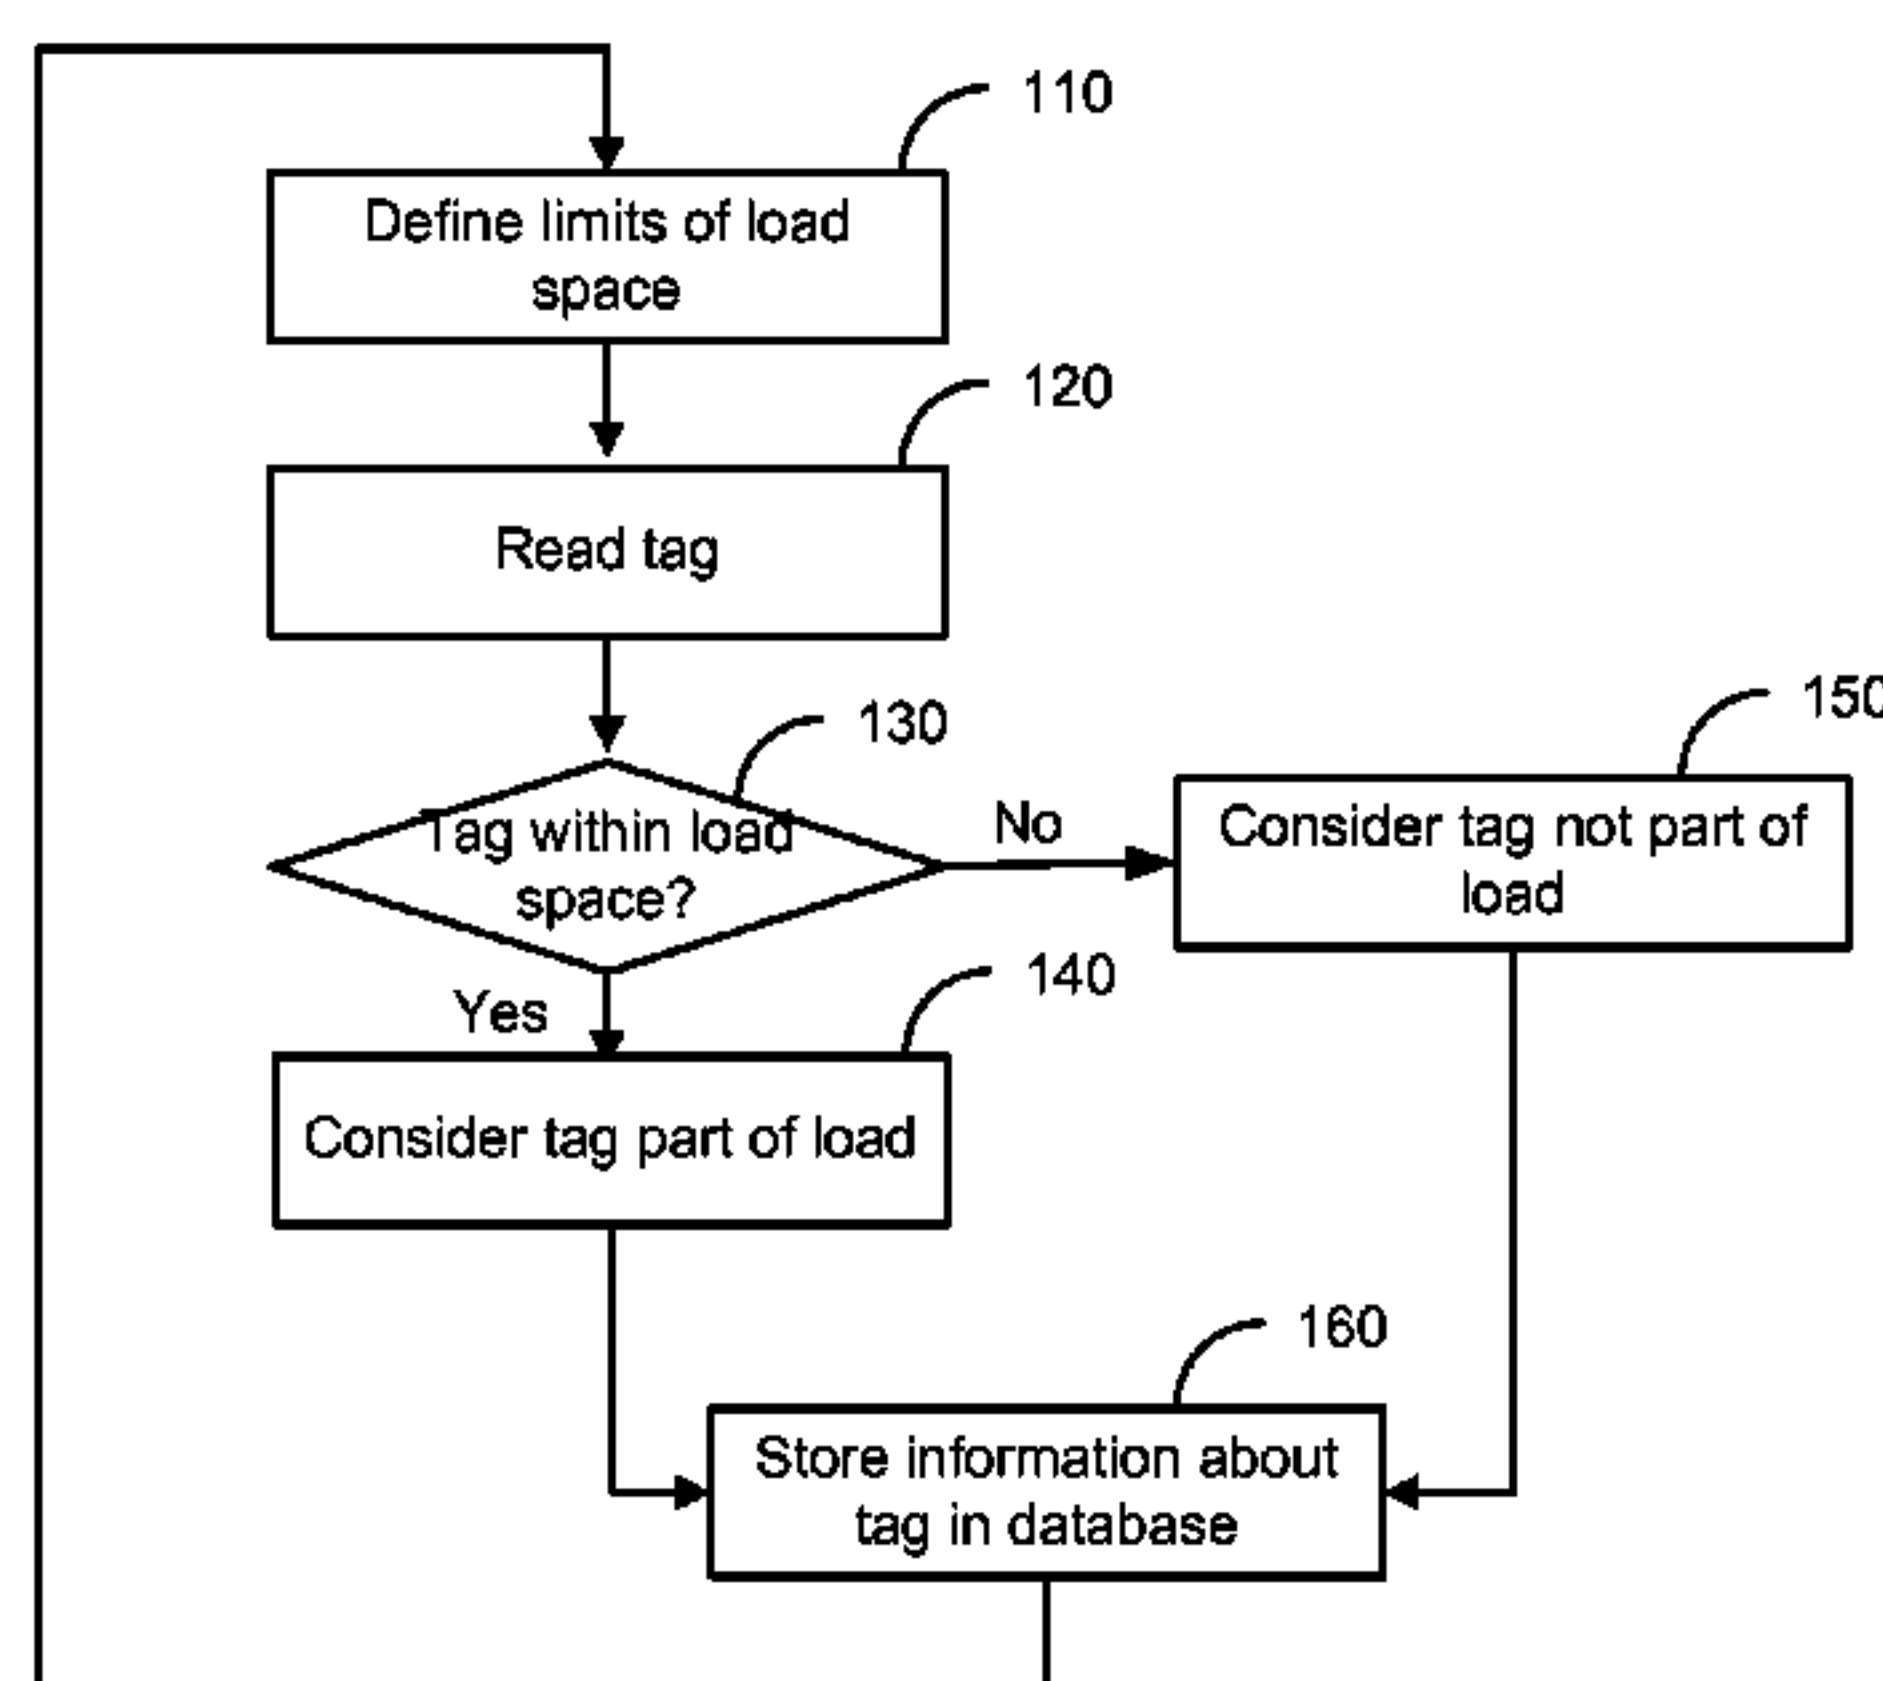 110
Define limits of load
space
120
Read tag
130
150
Tag within load
space?
No
Consider tag not part of
load
Yes
140
Consider tag part of load
160
Store information about
tag in database